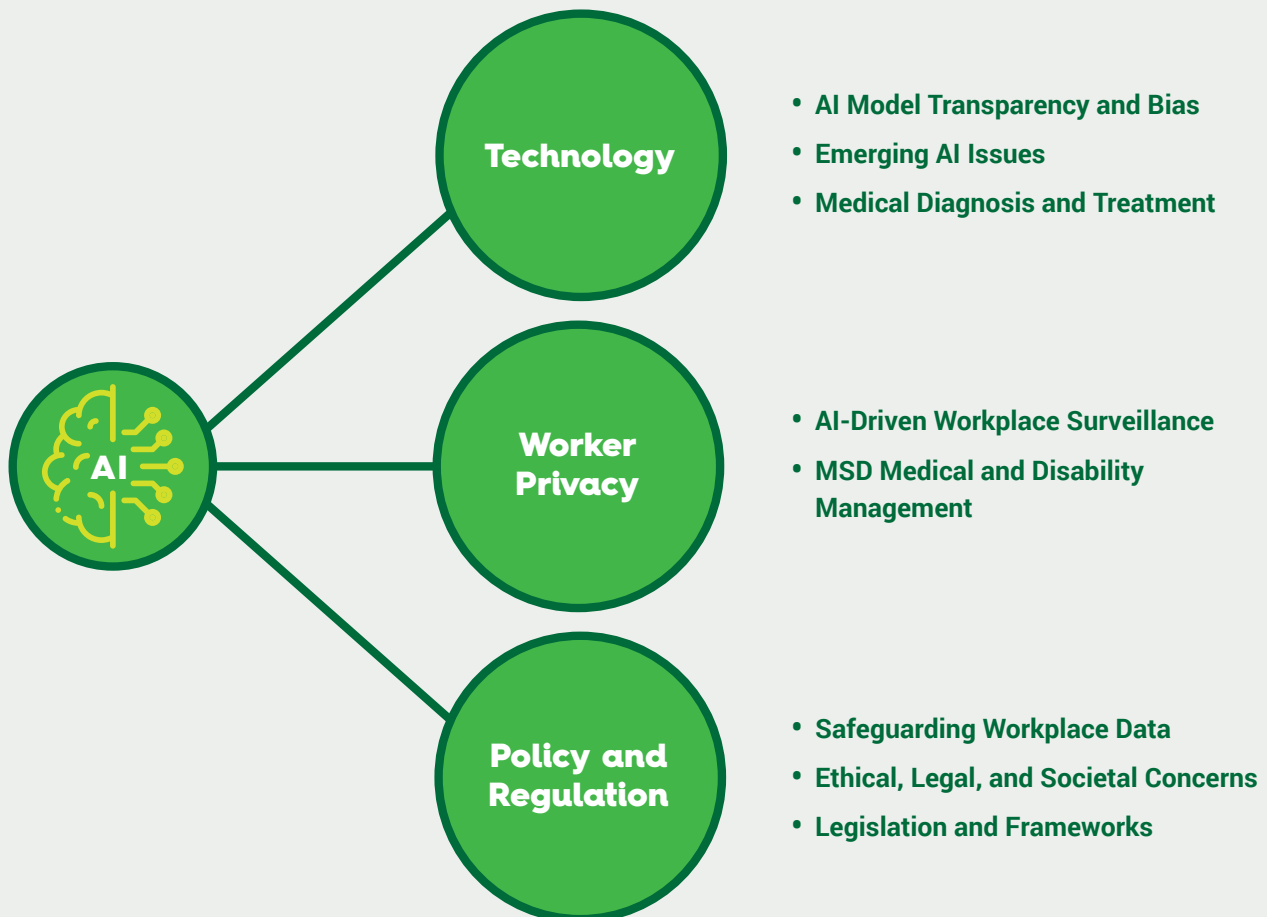 AI
Technology
• AI Model Transparency and Bias
• Emerging AI Issues
• Medical Diagnosis and Treatment
Worker
Privacy
• AI-Driven Workplace Surveillance
• MSD Medical and Disability
Management
Policy and
Regulation
• Safeguarding Workplace Data
• Ethical, Legal, and Societal Concerns
• Legislation and Frameworks